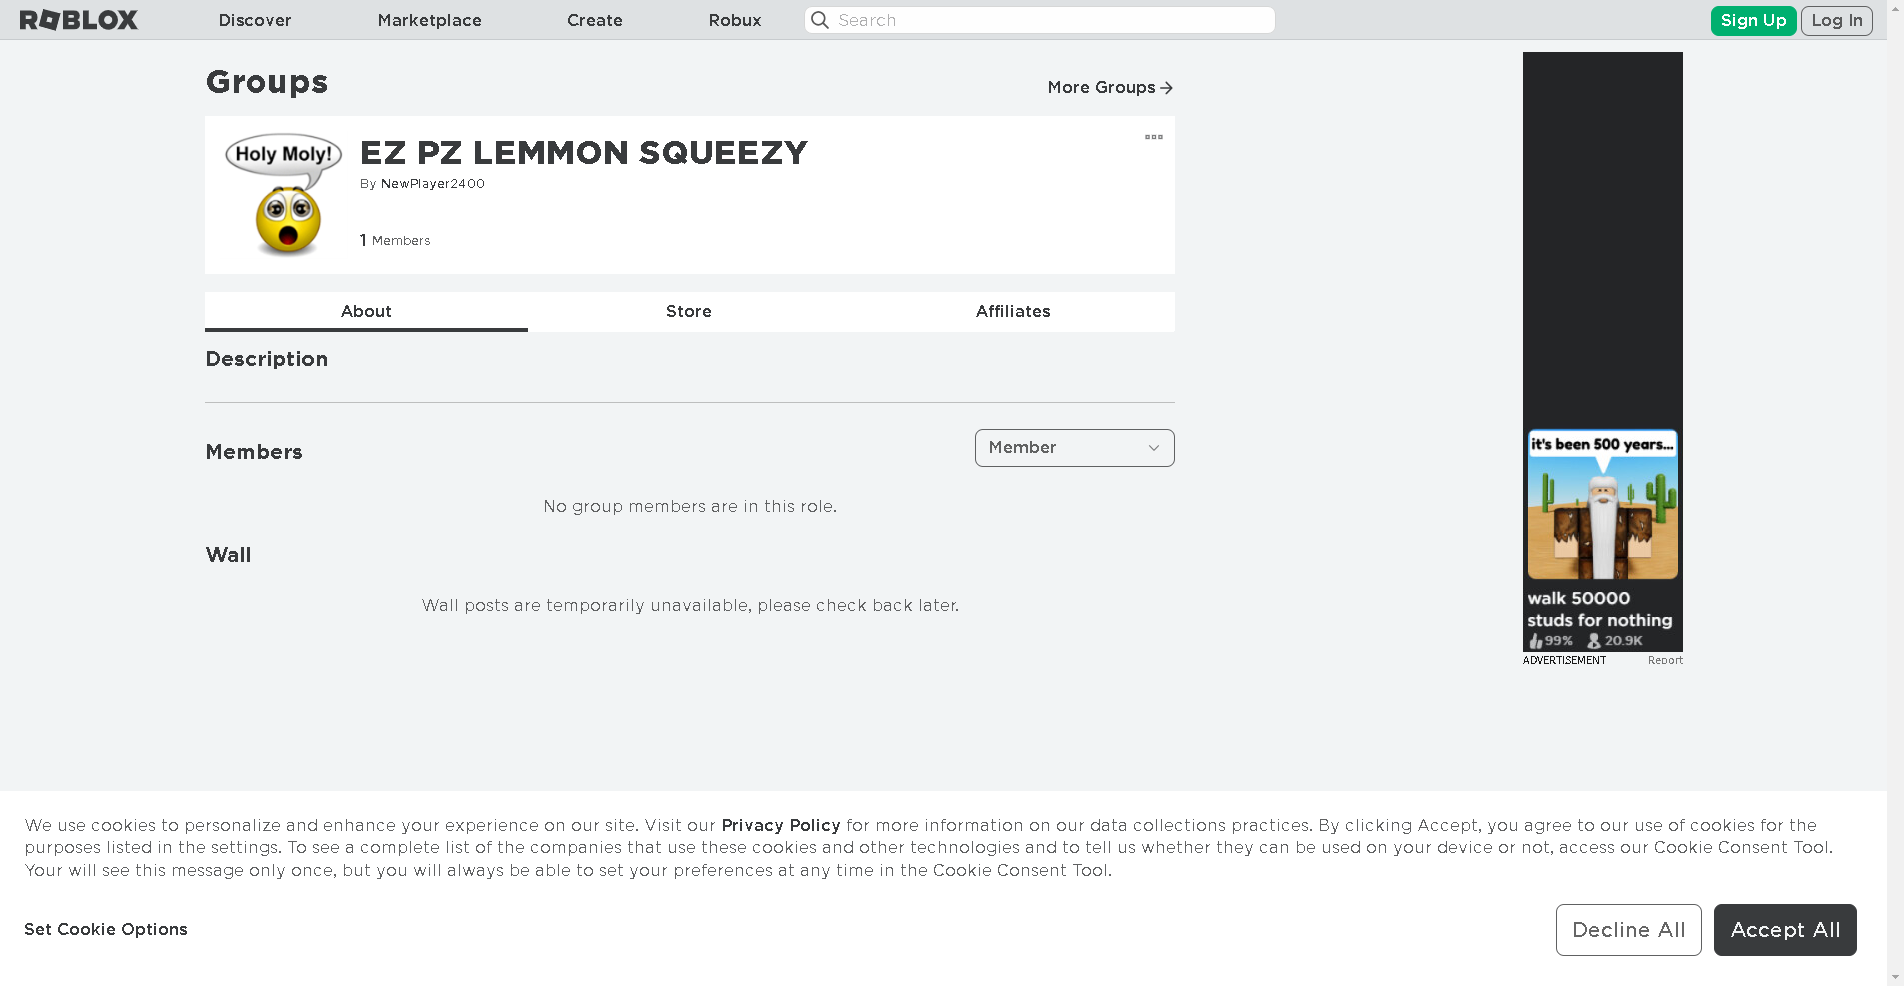 ROBLOX Discover Marketplace Create Robux Search Sign Up Log In
Groups
More Groups
Holy Moly!
EZ PZ LEMMON SQUEEZY
By NewPlayer2400
1 Members
About Store Affiliates
Description
Members
Member
No group members are in this role.
Wall
Wall posts are temporarily unavailable, please check back later.
it's been 500 years...
walk 50000
studs for nothing
99% 20.9K
ADVERTISEMENT Report
We use cookies to personalize and enhance your experience on our site. Visit our Privacy Policy for more information on our data collections practices. By clicking Accept, you agree to our use of cookies for the
purposes listed in the settings. To see a complete list of the companies that use these cookies and other technologies and to tell us whether they can be used on your device or not, access our Cookie Consent Tool.
Your will see this message only once, but you will always be able to set your preferences at any time in the Cookie Consent Tool.
Set Cookie Options
Decline All
Accept All